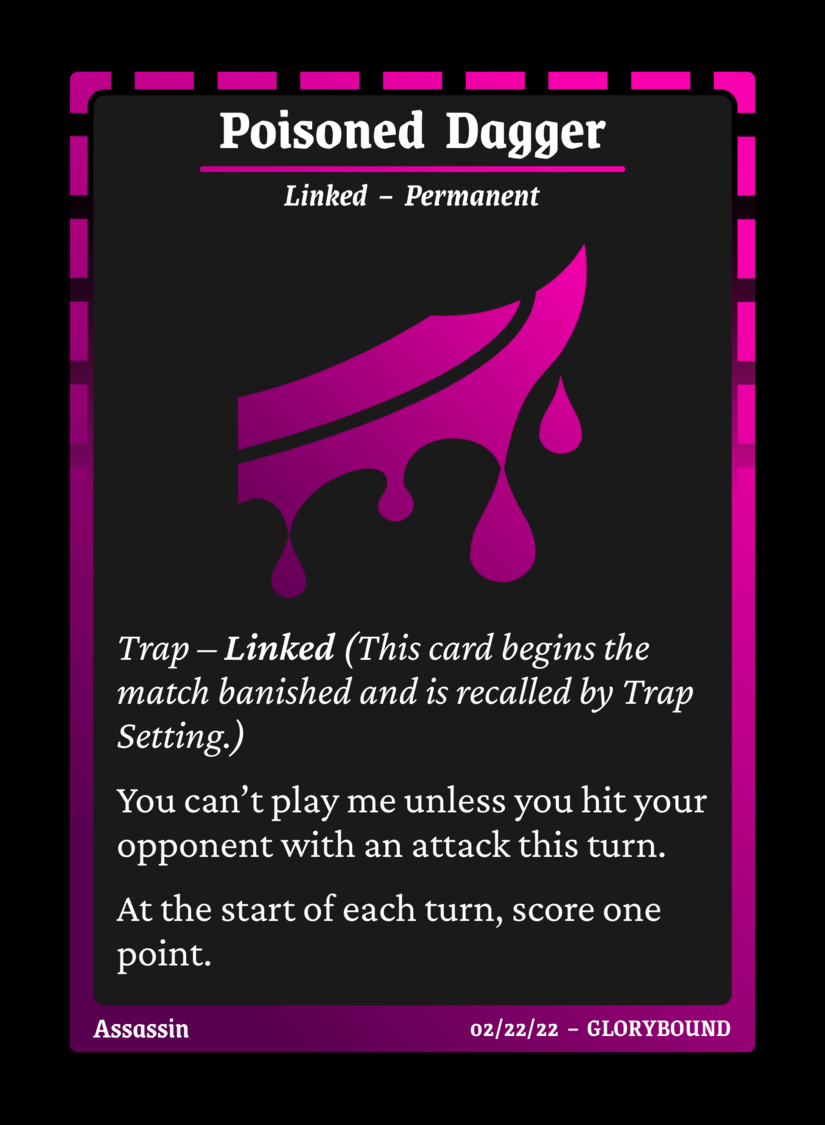 Poisoned Dagger
Linked – Permanent
Trap – Linked (This card begins the
match banished and is recalled by Trap
Setting.)
You can’t play me unless you hit your
opponent with an attack this turn.
At the start of each turn, score one
point.
Assassin
02/22/22 – GLORYBOUND